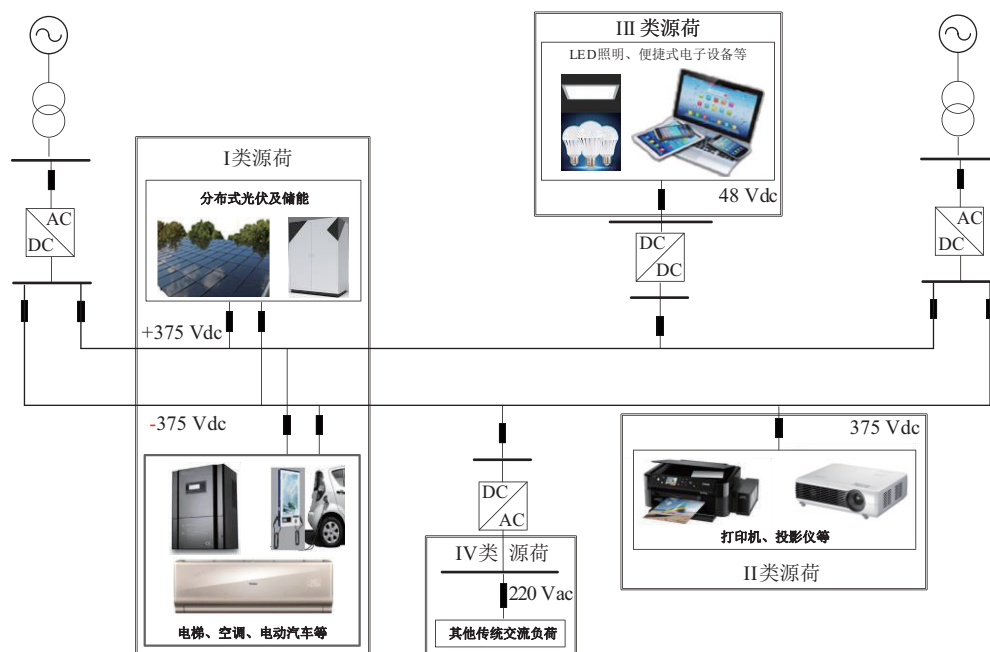 III 类源荷
LED照明、便捷式电子设备等
48 Vdc
I类源荷
分布式光伏及储能
AC
DC
DC
DC
AC
DC
+375 Vdc
-375 Vdc
375 Vdc
DC
AC
打印机、投影仪等
II类源荷
IV类 源荷
220 Vac
其他传统交流负荷
电梯、空调、电动汽车等